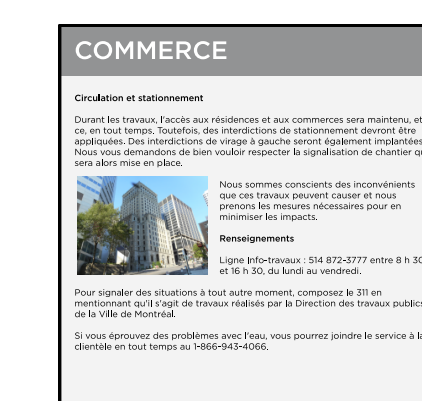 COMMERCE
Circulation et stationnement
Durant les travaux, l'accès aux résidences et aux commerces sera maintenu, et
ce, en tout temps. Toutefois, des interdictions de stationnement devront être
appliquées. Des interdictions de virage à gauche seront également implantées
Nous vous demandons de bien vouloir respecter la signalisation de chantier
sera alors mise en place.
Nous sommes conscients des inconvénients
que ces travaux peuvent causer et nous
prenons les mesures nécessaires pour en
minimiser les impacts.
Renseignements
Ligne Info-travaux : 514 872-3777 entre 8 h 30
et 16 h 30, du lundi au vendredi.
Pour signaler des situations à tout autre moment, composez le 311 en
mentionnant qu'il s'agit de travaux réalisés par la Direction des travaux publics
de la Ville de Montréal.
Si vous éprouvez des problèmes avec l'eau, vous pourrez joindre le service à la
clientèle en tout temps au 1-866-943-4066.